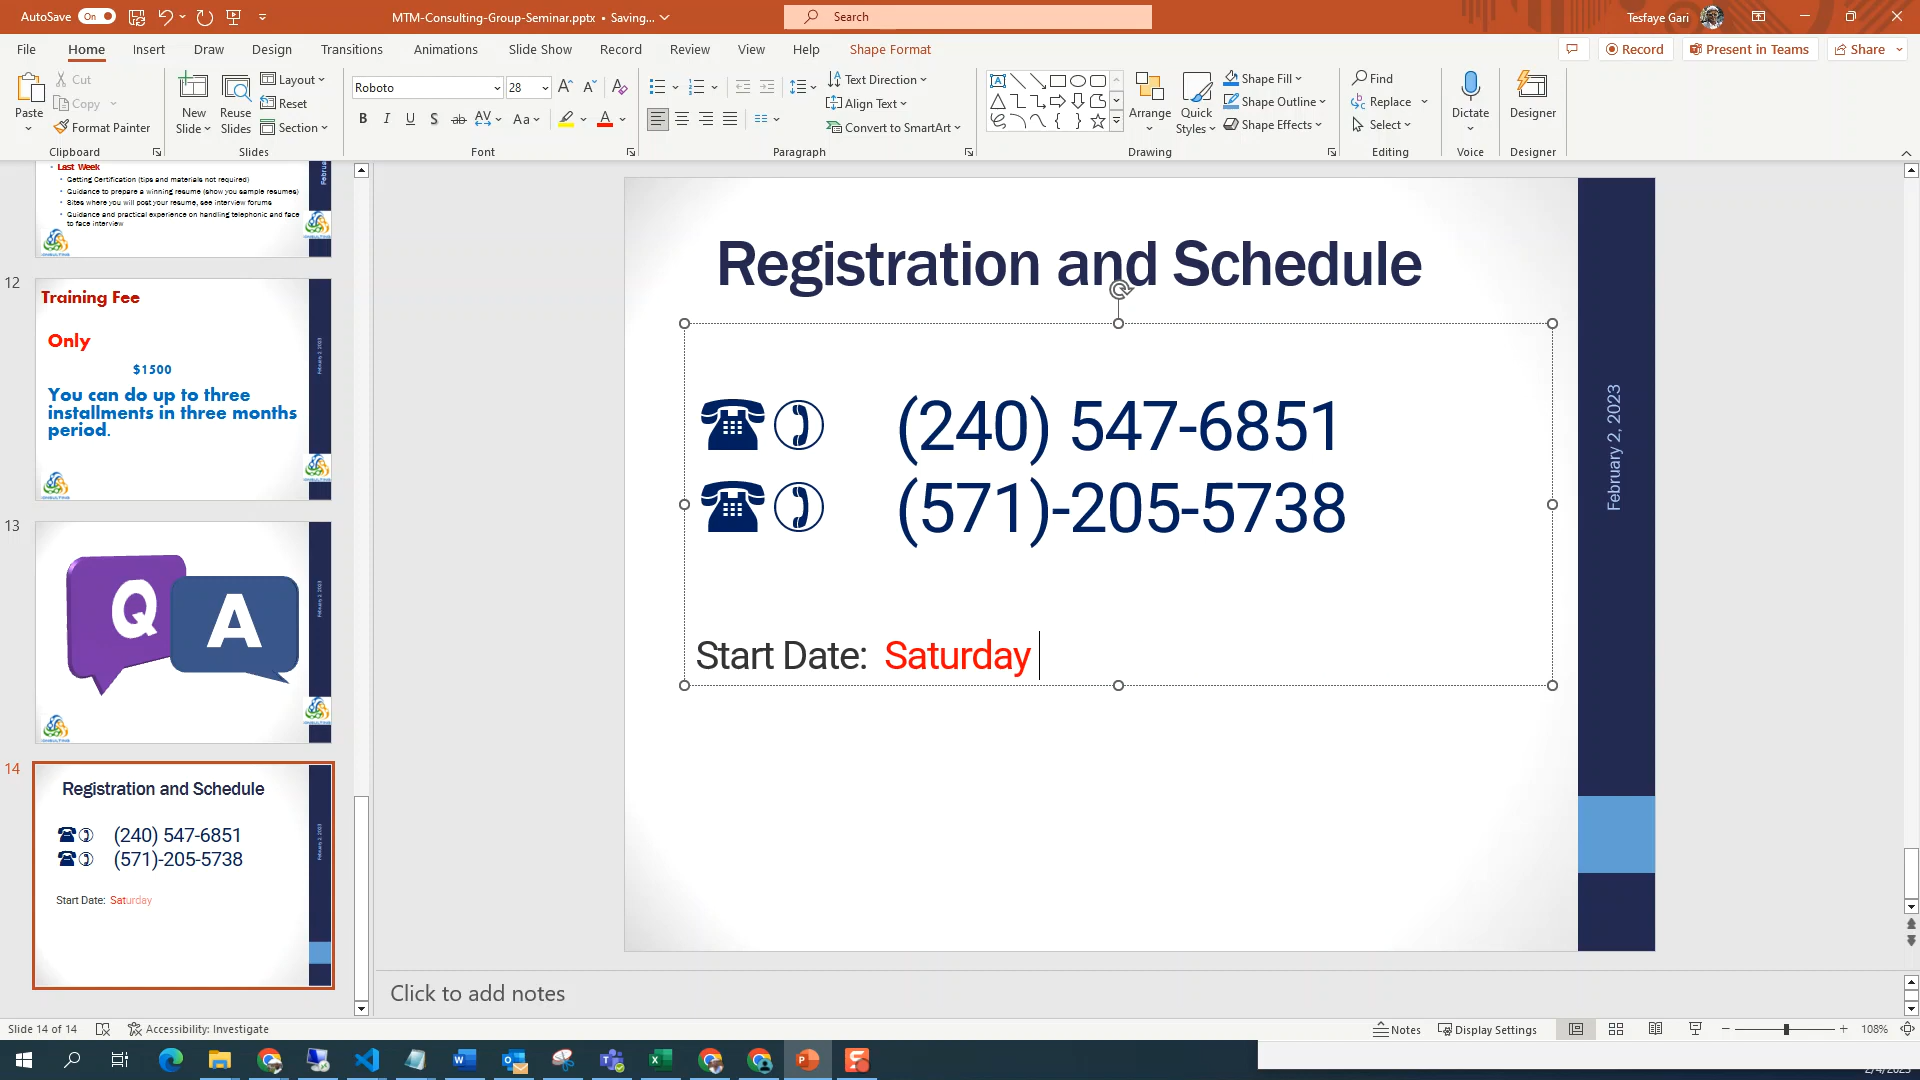 AutoSave On MTM-Consulting-Group-Seminar.pptx • Saving... Search Tesfaye Gari
File Home Insert Draw Design Transitions Animations Slide Show Record Review View Help Shape Format Record Present in Teams Share
Paste Cut Copy Format Painter
Clipboard
New Slide Reuse Slides Layout Reset Section
Slides
Roboto 28
Font
Text Direction Align Text Convert to SmartArt
Paragraph
Arrange Quick Styles Shape Fill Shape Outline Shape Effects
Drawing
Find Replace Select
Editing
Dictate
Voice
Designer
Designer
Last Week
Getting Certification (tips and materials not required)
Guidance to prepare a winning resume (show you sample resumes)
Sites where you will post your resume, see interview forums
Guidance and practical experience on handling telephonic and face
to face interview
12
Training Fee
Only
$1500
You can do up to three
installments in three months
period.
February 2, 2023
13
Q A
February 2, 2023
14
Registration and Schedule
(240) 547-6851
(571)-205-5738
Start Date: Saturday
February 2, 2023
Registration and Schedule
(240) 547-6851
(571)-205-5738
Start Date: Saturday
February 2, 2023
Click to add notes
Slide 14 of 14 Accessibility: Investigate Notes Display Settings 108%